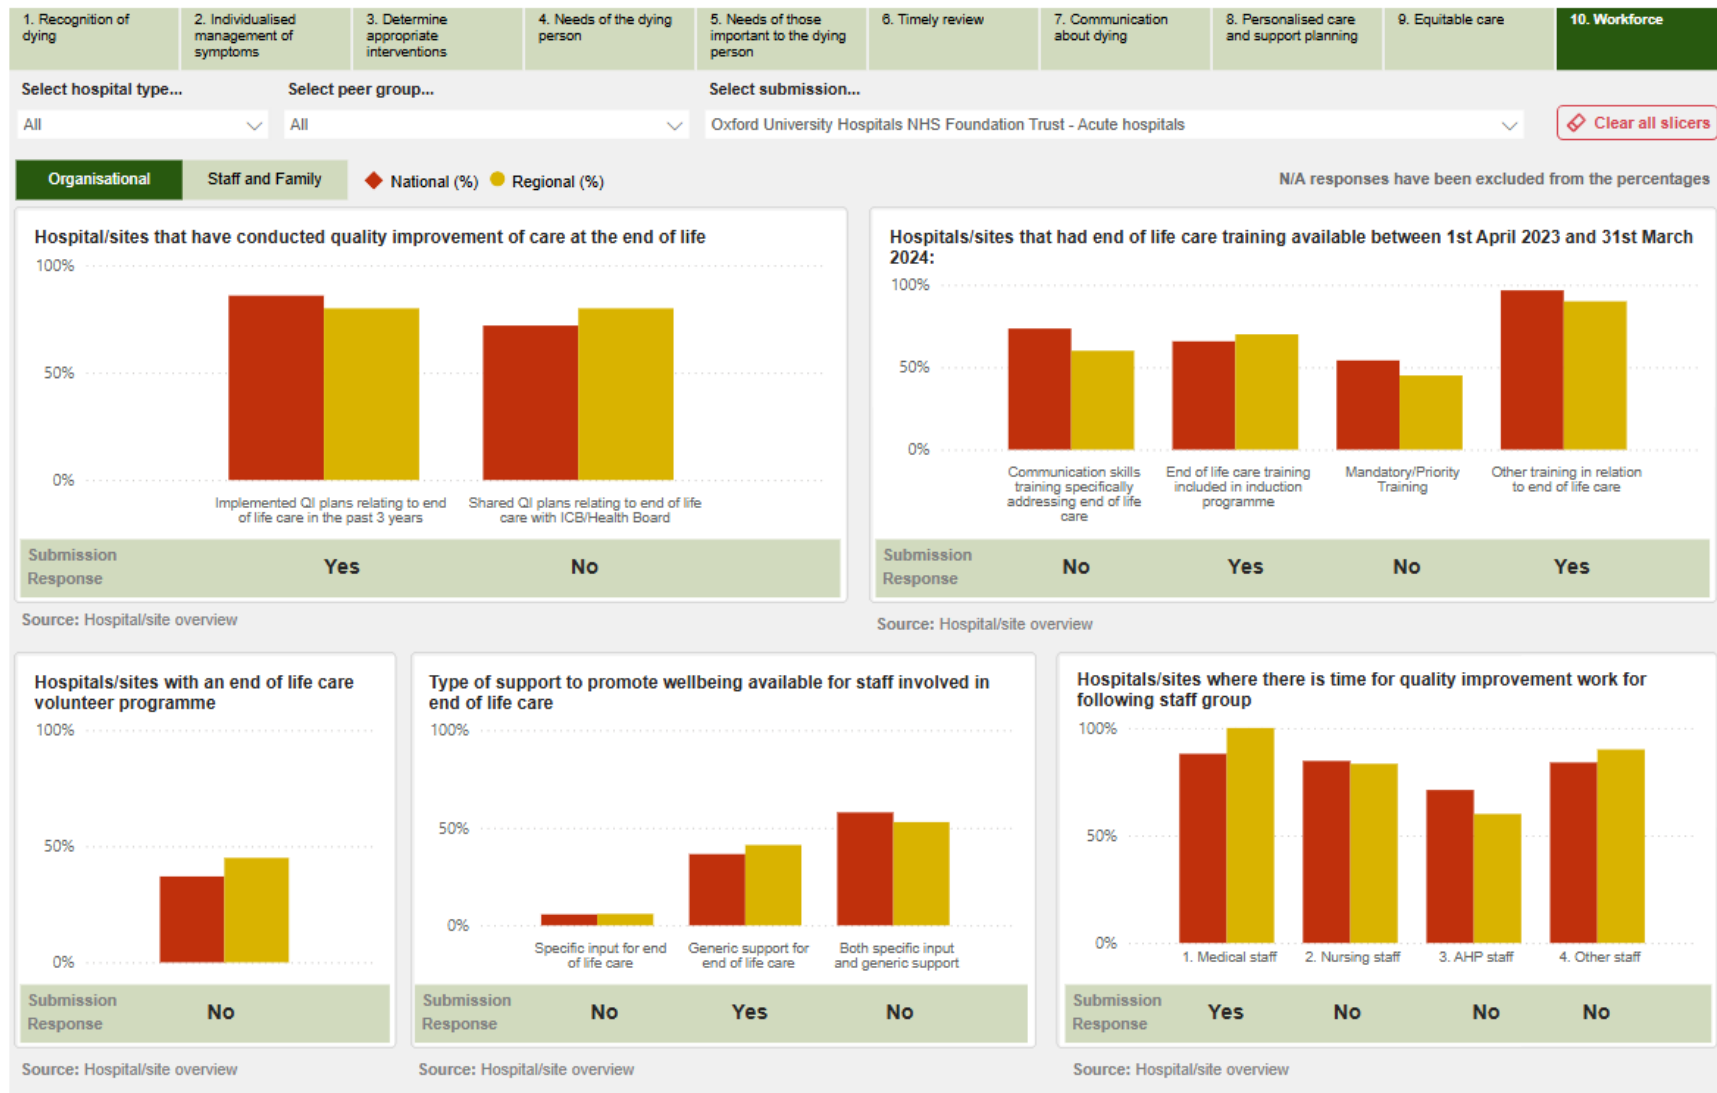 1. Recognition of
dying
2. Individualised
management of
symptoms
3. Determine
appropriate
interventions
4. Needs of the dying
person
5. Needs of those
important to the dying
person
6. Timely review
7. Communication
about dying
8. Personalised care
and support planning
9. Equitable care
10. Workforce
Select hospital type...
Select peer group...
Select submission...
All
All
Oxford University Hospitals NHS Foundation Trust - Acute hospitals
Clear all slicers
Organisational
Staff and Family
National (%)
Regional (%)
N/A responses have been excluded from the percentages
Hospital/sites that have conducted quality improvement of care at the end of life
100%
50%
0%
Implemented QI plans relating to end
of life care in the past 3 years
Shared QI plans relating to end of life
care with ICB/Health Board
Submission
Response
Yes
No
Source: Hospital/site overview
Hospitals/sites that had end of life care training available between 1st April 2023 and 31st March
2024:
100%
50%
0%
Communication skills
training specifically
addressing end of life
care
End of life care training
included in induction
programme
Mandatory/Priority
Training
Other training in relation
to end of life care
Submission
Response
No
Yes
No
Yes
Source: Hospital/site overview
Hospitals/sites with an end of life care
volunteer programme
100%
50%
0%
Submission
Response
No
Source: Hospital/site overview
Type of support to promote wellbeing available for staff involved in
end of life care
100%
50%
0%
Specific input for end
of life care
Generic support for
end of life care
Both specific input
and generic support
Submission
Response
No
Yes
No
Source: Hospital/site overview
Hospitals/sites where there is time for quality improvement work for
following staff group
100%
50%
0%
1. Medical staff
2. Nursing staff
3. AHP staff
4. Other staff
Submission
Response
Yes
No
No
No
Source: Hospital/site overview